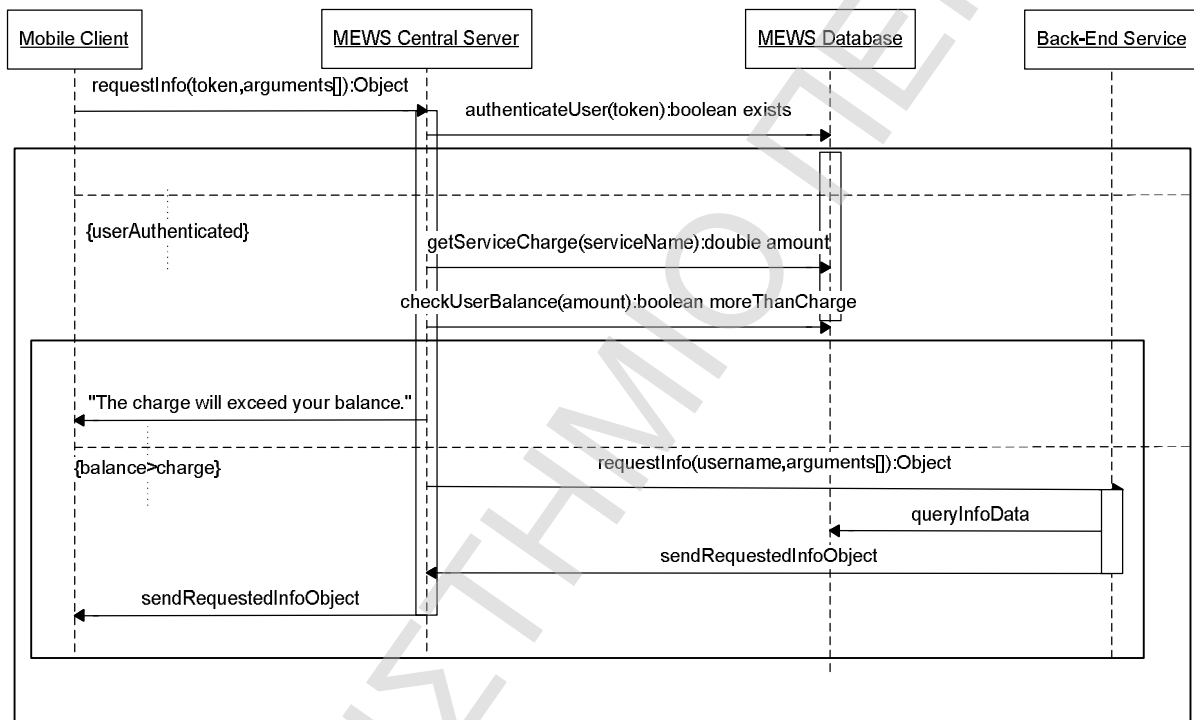 Mobile Client
MEWS Central Server
MEWS Database
Back-End Service
requestInfo(token,arguments[]):Object
authenticateUser(token):boolean exists
{userAuthenticated}
getServiceCharge(serviceName):double amount
checkUserBalance(amount):boolean moreThanCharge
"The charge will exceed your balance."
{balance>charge}
requestInfo(username,arguments[]):Object
queryInfoData
sendRequestedInfoObject
sendRequestedInfoObject